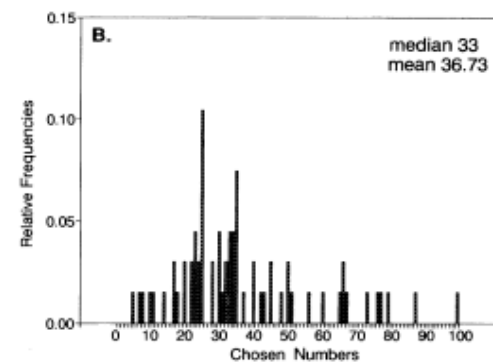 B.
median 33
mean 36.73
0.15
0.10
0.05
0.00
Relative Frequencies
0 10 20 30 40 50 60 70 80 90 100
Chosen Numbers